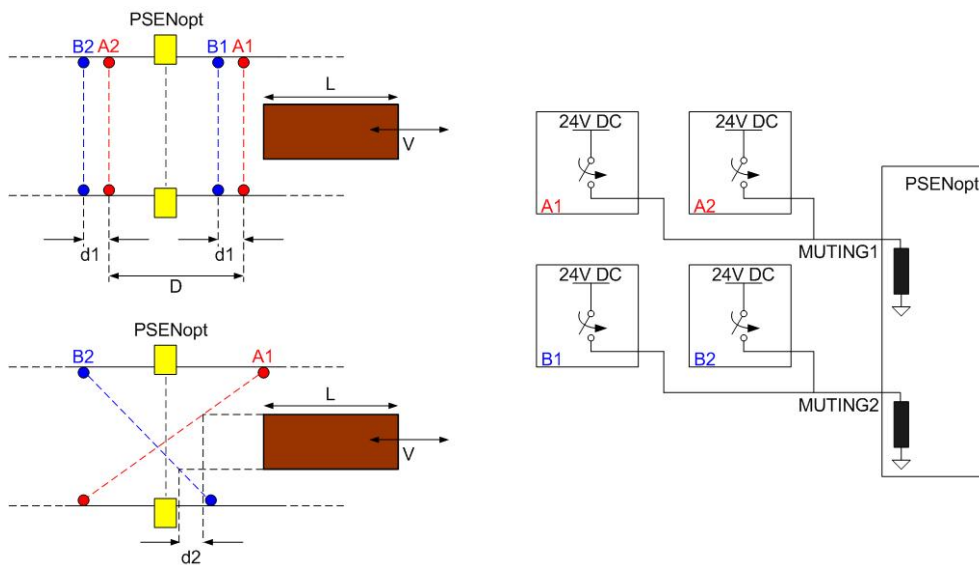 PSENopt
B2 A2 B1 A1
L
V
d1 d1
D
PSENopt
B2 A1
L
V
d2
24V DC 24V DC
A1 A2
PSENopt
MUTING1
24V DC 24V DC
B1 B2
MUTING2